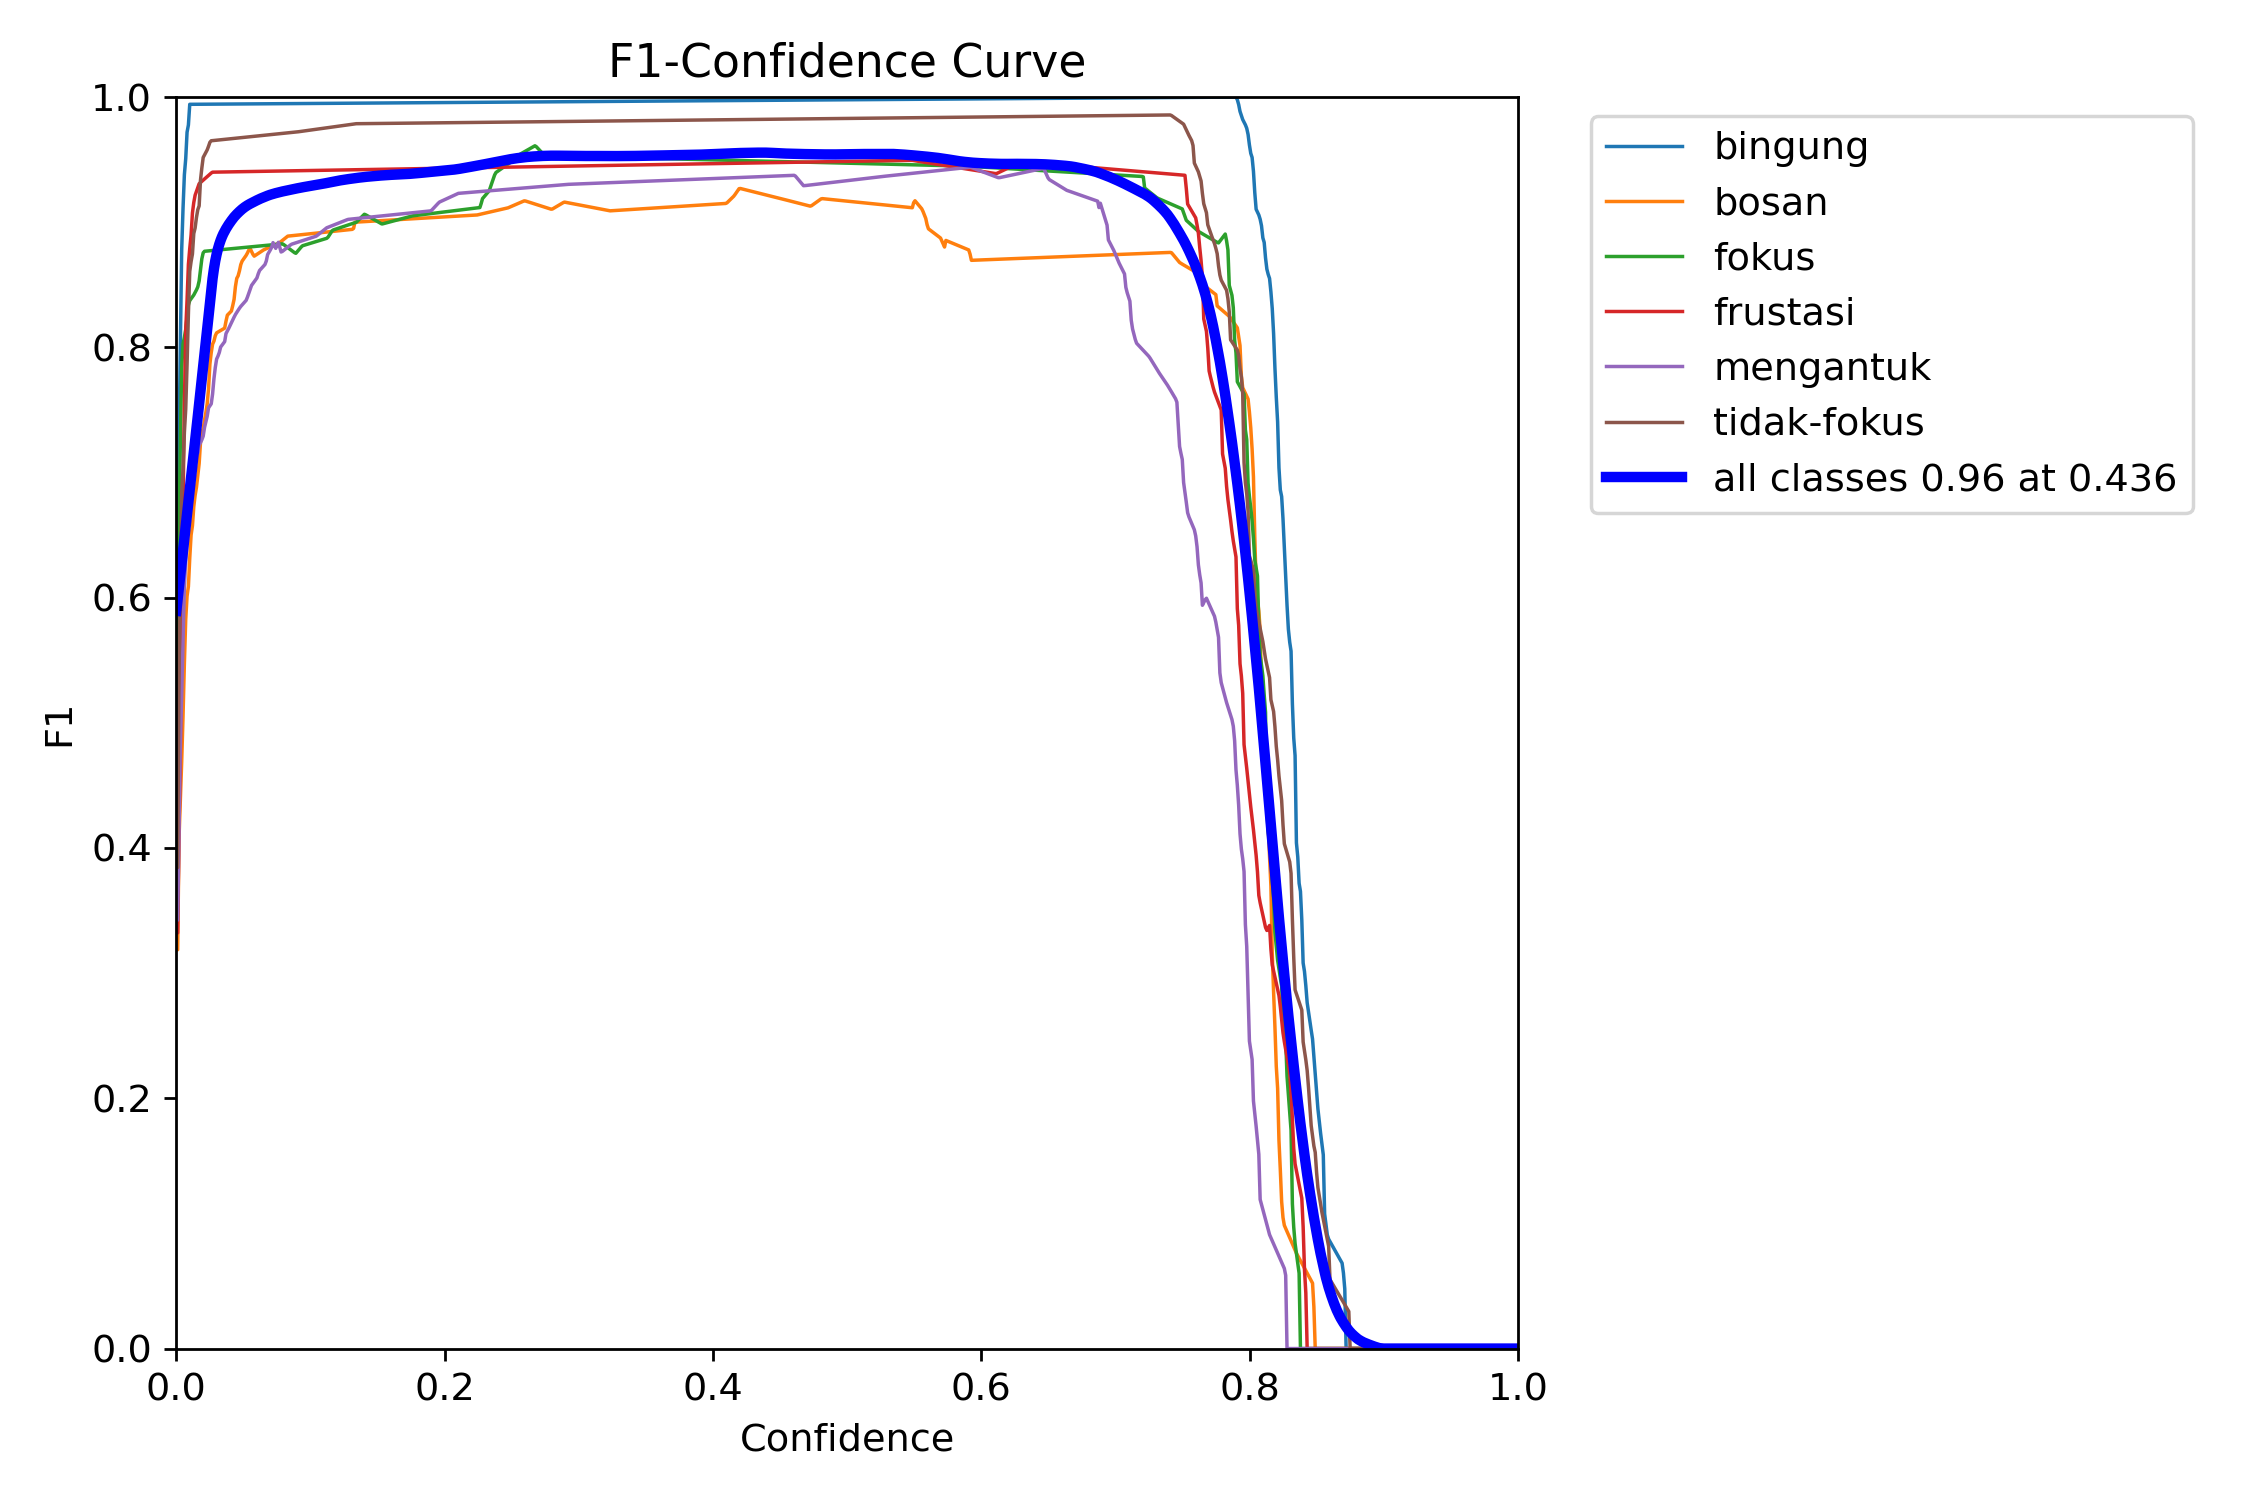 F1-Confidence Curve
1.0
0.8
0.6
0.4
0.2
0.0
F1
0.0 0.2 0.4 0.6 0.8 1.0
Confidence
bingung
bosan
fokus
frustasi
mengantuk
tidak-fokus
all classes 0.96 at 0.436